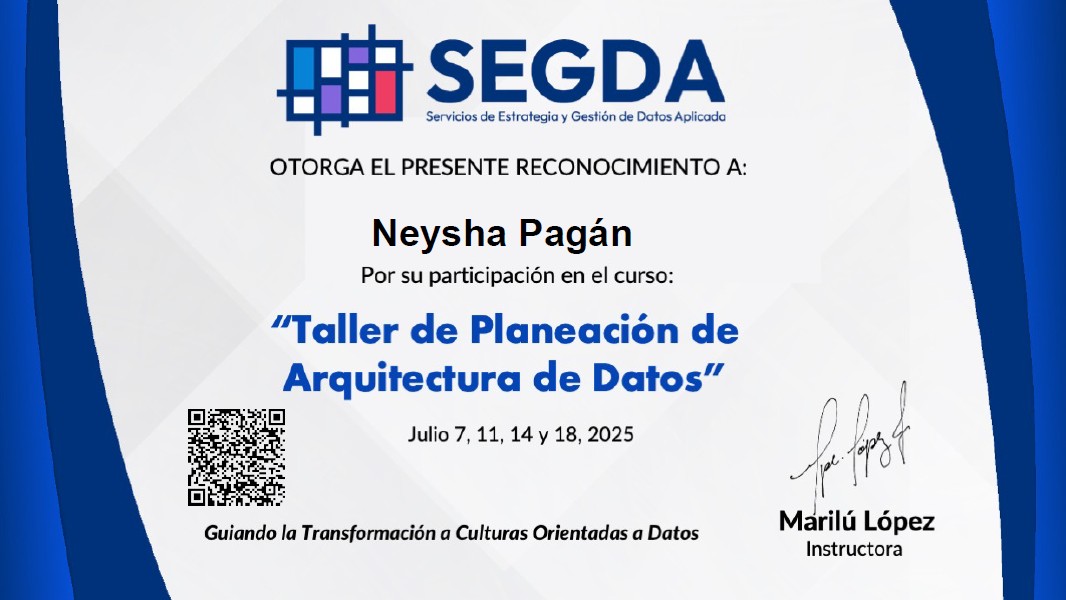 SEGDA
Servicios de Estrategia y Gestión de Datos Aplicada
OTORGA EL PRESENTE RECONOCIMIENTO A:
Neysha Pagán
Por su participación en el curso:
“Taller de Planeación de
Arquitectura de Datos”
Julio 7, 11, 14 y 18, 2025
Guiando la Transformación a Culturas Orientadas a Datos
Marilú López
Instructora